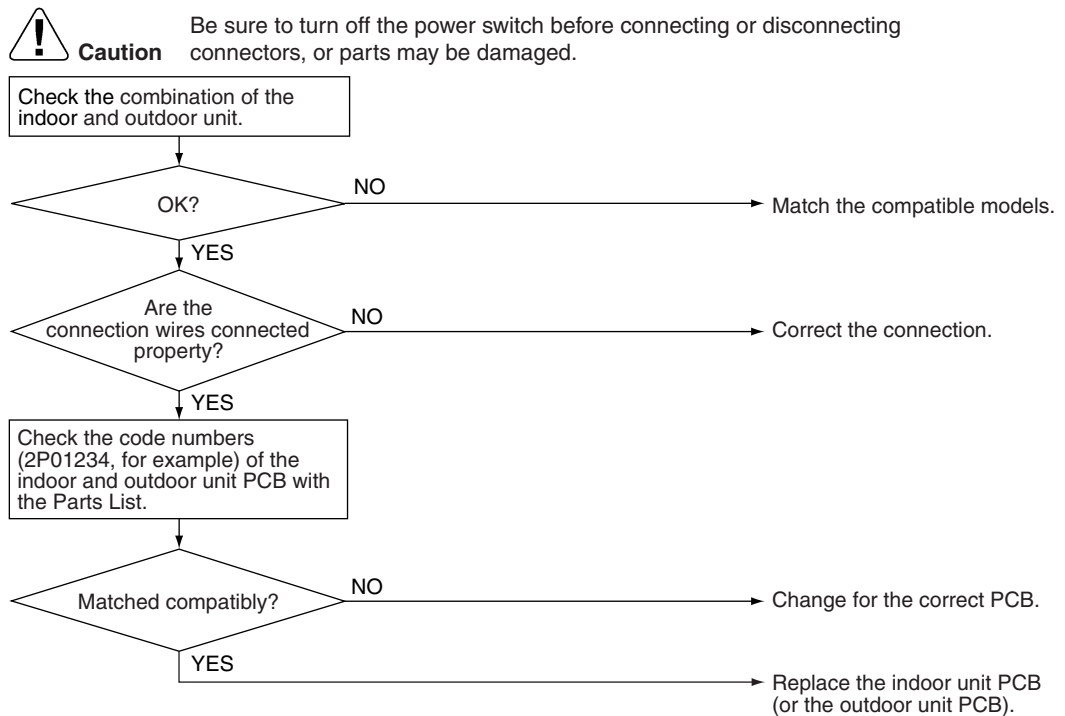 Be sure to turn off the power switch before connecting or disconnecting
Caution connectors, or parts may be damaged.
Check the combination of the
indoor and outdoor unit.
OK?
NO
Match the compatible models.
YES
Are the
connection wires connected
property?
NO
Correct the connection.
YES
Check the code numbers
(2P01234, for example) of the
indoor and outdoor unit PCB with
the Parts List.
Matched compatibly?
NO
Change for the correct PCB.
YES
Replace the indoor unit PCB
(or the outdoor unit PCB).